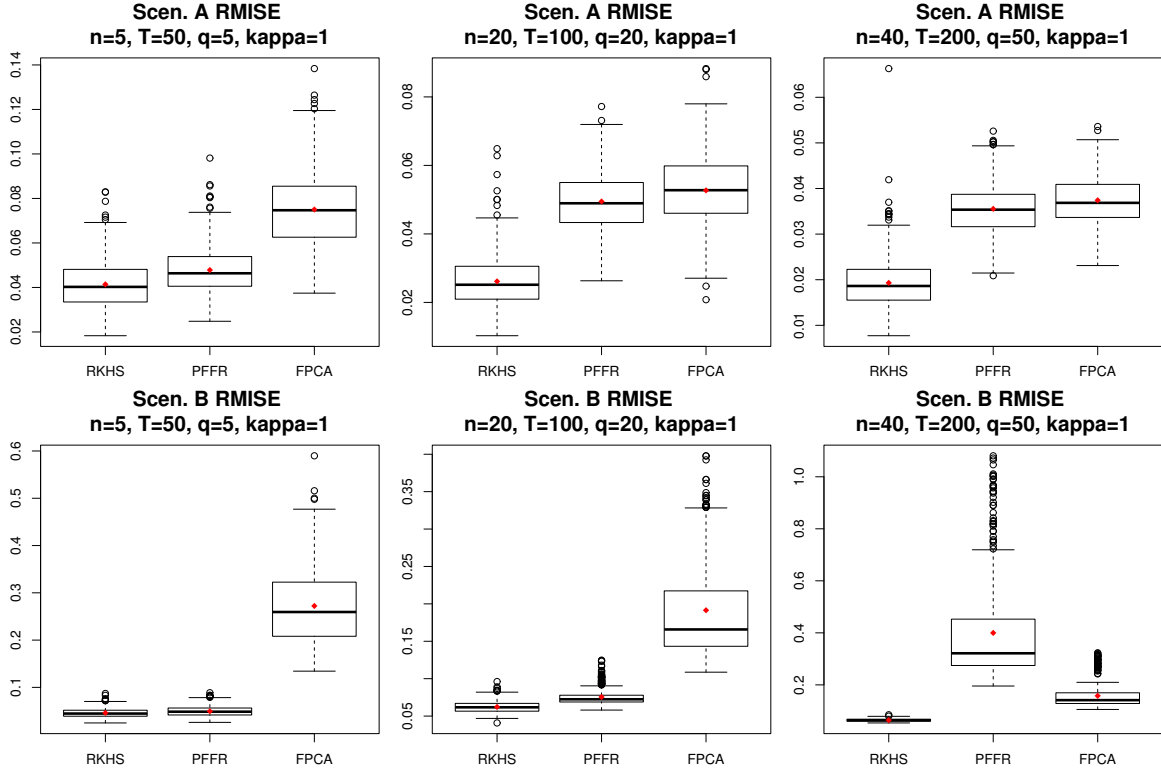 Scen. A RMISE
n=5, T=50, q=5, kappa=1
0.14
0.12
0.10
0.08
0.06
0.04
0.02
RKHS PFFR FPCA
Scen. A RMISE
n=20, T=100, q=20, kappa=1
0.08
0.06
0.04
0.02
RKHS PFFR FPCA
Scen. A RMISE
n=40, T=200, q=50, kappa=1
0.06
0.05
0.04
0.03
0.02
0.01
RKHS PFFR FPCA
Scen. B RMISE
n=5, T=50, q=5, kappa=1
0.6
0.5
0.4
0.3
0.2
0.1
RKHS PFFR FPCA
Scen. B RMISE
n=20, T=100, q=20, kappa=1
0.35
0.25
0.15
0.05
RKHS PFFR FPCA
Scen. B RMISE
n=40, T=200, q=50, kappa=1
1.0
0.8
0.6
0.4
0.2
RKHS PFFR FPCA